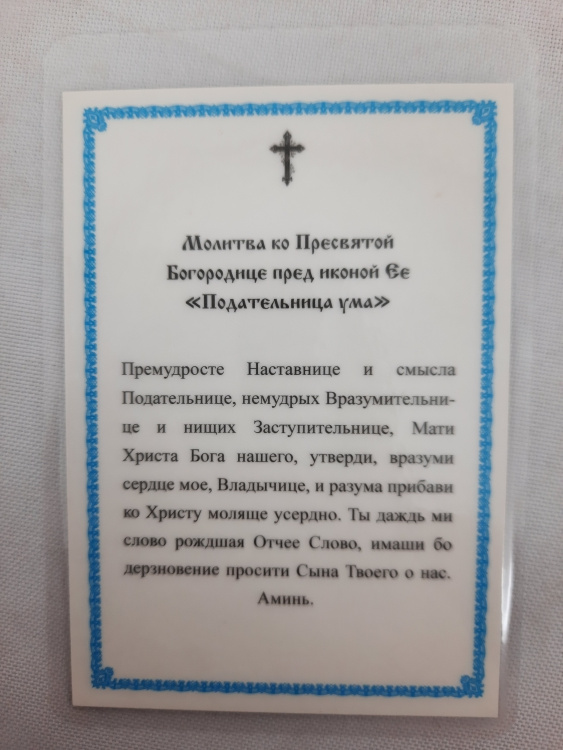 Молитва ко Пресвятой
Богородице пред иконой Ее
«Подательница ума»
Премудросте Наставнице и смысла
Подательнице, немудрых Вразумительни-
це и нищих Заступительнице, Мати
Христа Бога нашего, утверди, вразуми
сердце мое, Владычице, и разума прибави
ко Христу моляще усердно. Ты даждь ми
слово рождшая Отчее Слово, имаши бо
дерзновение просити Сына Твоего о нас.
Аминь.